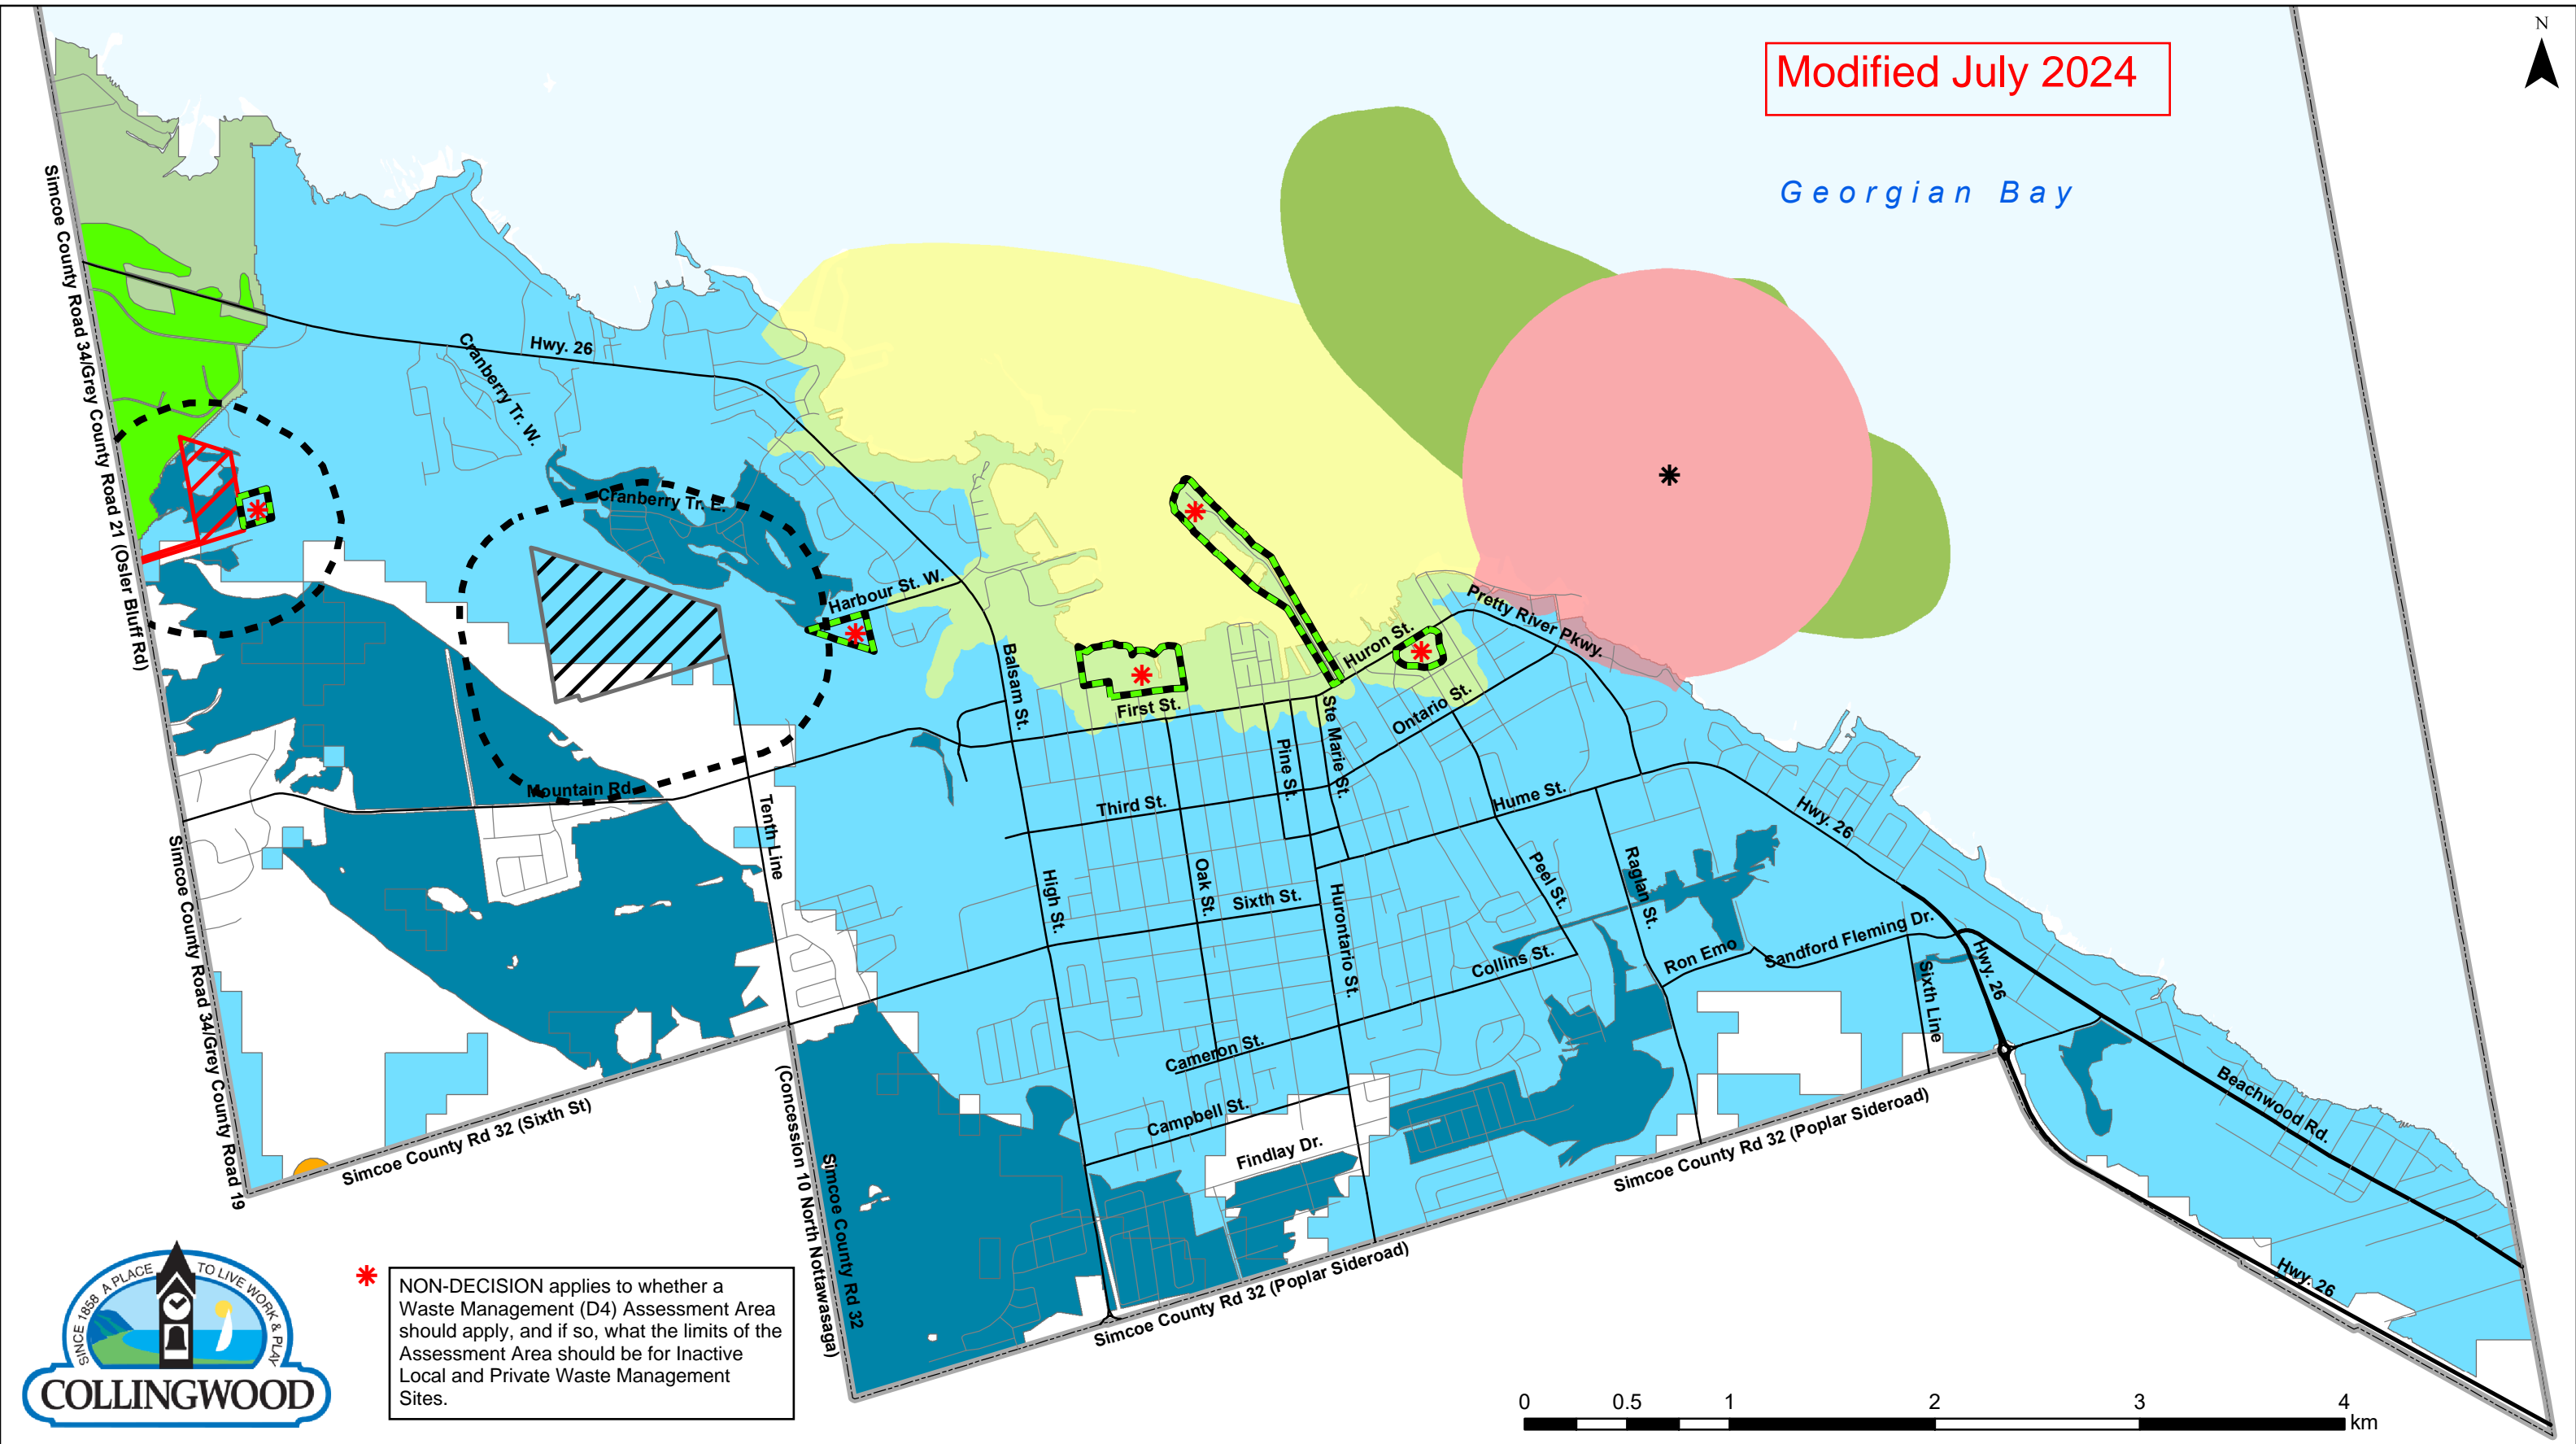 N
Modified July 2024
Georgian Bay
Simcoe County Road 34/Grey County Road 21 (Osler Bluff Rd)
Hwy. 26
Cranberry Tr. W.
Cranberry Tr. E.
Harbour St. W.
Balsam St.
First St.
Huron St.
Pretty River Pkwy.
Ontario St.
Ste Marie St.
Pine St.
Third St.
Hume St.
Mountain Rd.
Tenth Line
Simcoe County Road 34/Grey County Road 19
High St.
Oak St.
Sixth St.
Hurontario St.
Peel St.
Raglan St.
Hwy. 26
Collins St.
Ron Emo
Sandford Fleming Dr.
Sixth Line
Hwy. 26
Cameron St.
Campbell St.
Findlay Dr.
Beachwood Rd.
Simcoe County Rd 32 (Sixth St)
(Concession 10 North Nottawasaga)
Simcoe County Rd 32
Simcoe County Rd 32 (Poplar Sideroad)
Simcoe County Rd 32 (Poplar Sideroad)
Hwy. 26
SINCE 1858 A PLACE TO LIVE WORK & PLAY
COLLINGWOOD
NON-DECISION applies to whether a
Waste Management (D4) Assessment Area
should apply, and if so, what the limits of the
Assessment Area should be for Inactive
Local and Private Waste Management
Sites.
0 0.5 1 2 3 4
km